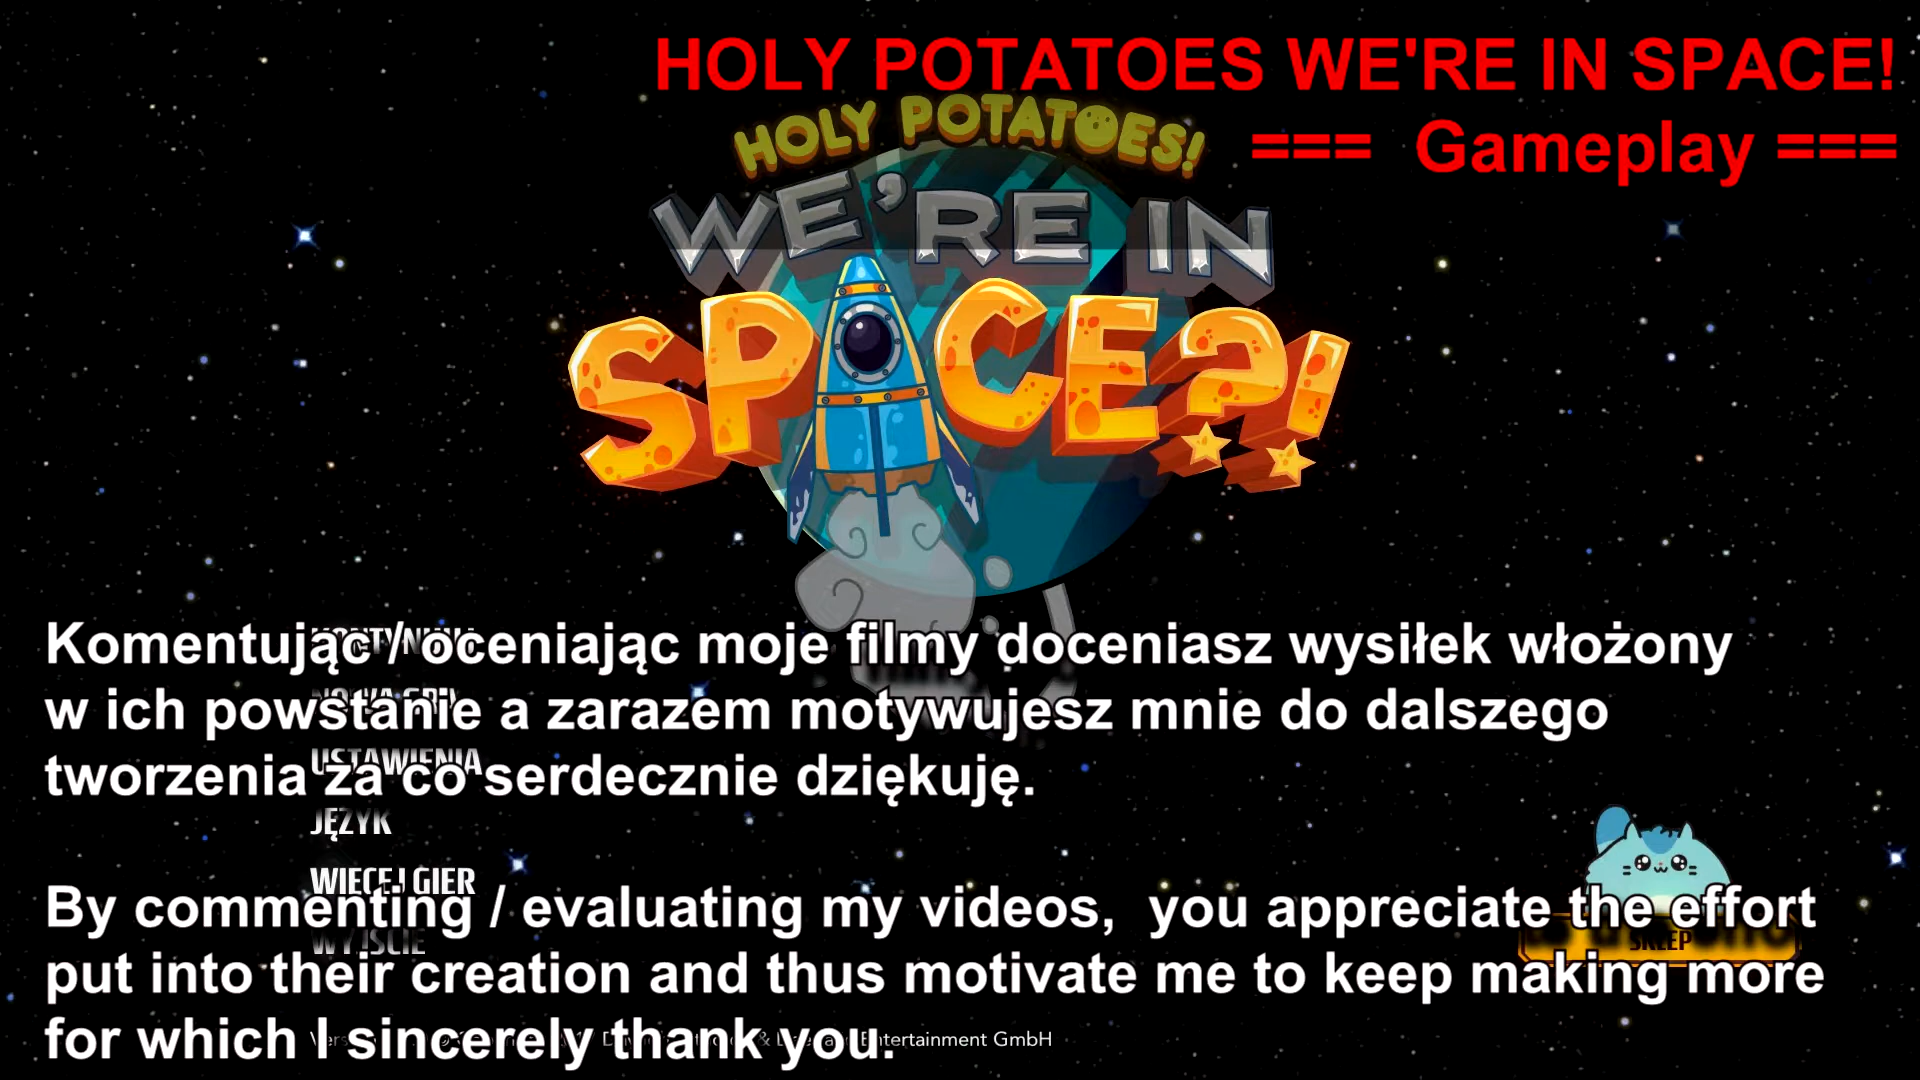 HOLY POTATOES WE'RE IN SPACE!
=== Gameplay ===
HOLY POTATOES!
WE'RE IN
SPACE?!
Komentując / oceniając moje filmy doceniasz wysiłek włożony
w ich powstanie a zarazem motywujesz mnie do dalszego
tworzenia za co serdecznie dziękuję.
USTAWIENIA
JĘZYK
WIĘCEJ GIER
WYJŚCIE
SKLEP
By commenting / evaluating my videos, you appreciate the effort
put into their creation and thus motivate me to keep making more
for which I sincerely thank you.
Entertainment GmbH